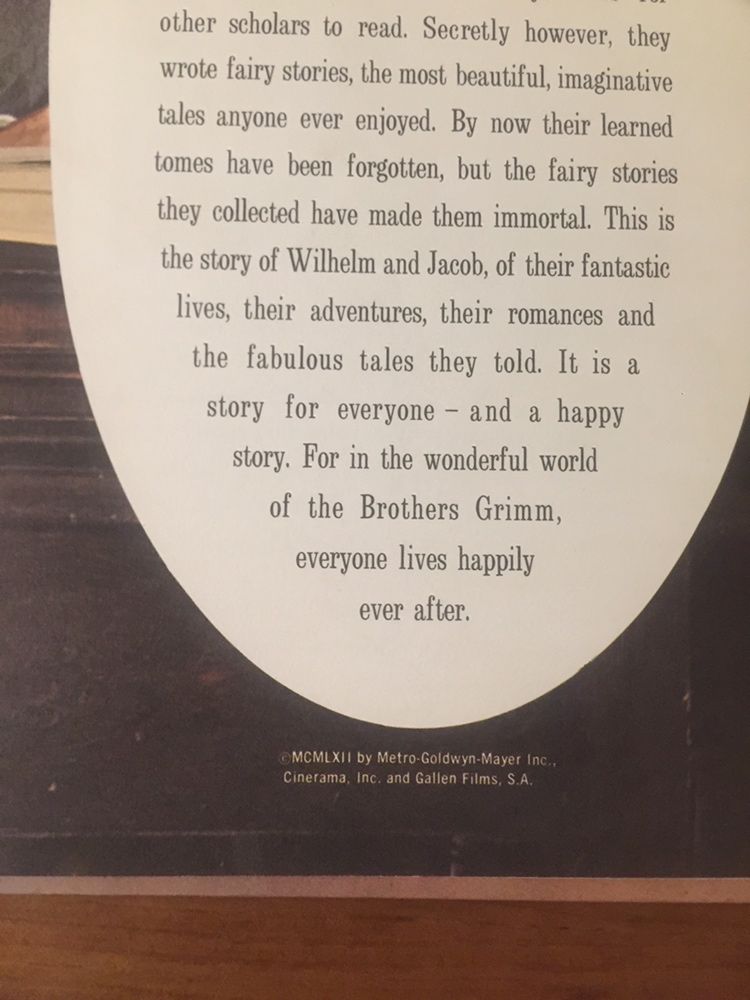 other scholars to read. Secretly however, they
wrote fairy stories, the most beautiful, imaginative
tales anyone ever enjoyed. By now their learned
tomes have been forgotten, but the fairy stories
they collected have made them immortal. This is
the story of Wilhelm and Jacob, of their fantastic
lives, their adventures, their romances and
the fabulous tales they told. It is a
story for everyone – and a happy
story. For in the wonderful world
of the Brothers Grimm,
everyone lives happily
ever after.
©MCMLXII by Metro-Goldwyn-Mayer Inc.,
Cinerama, Inc. and Gallen Films, S.A.